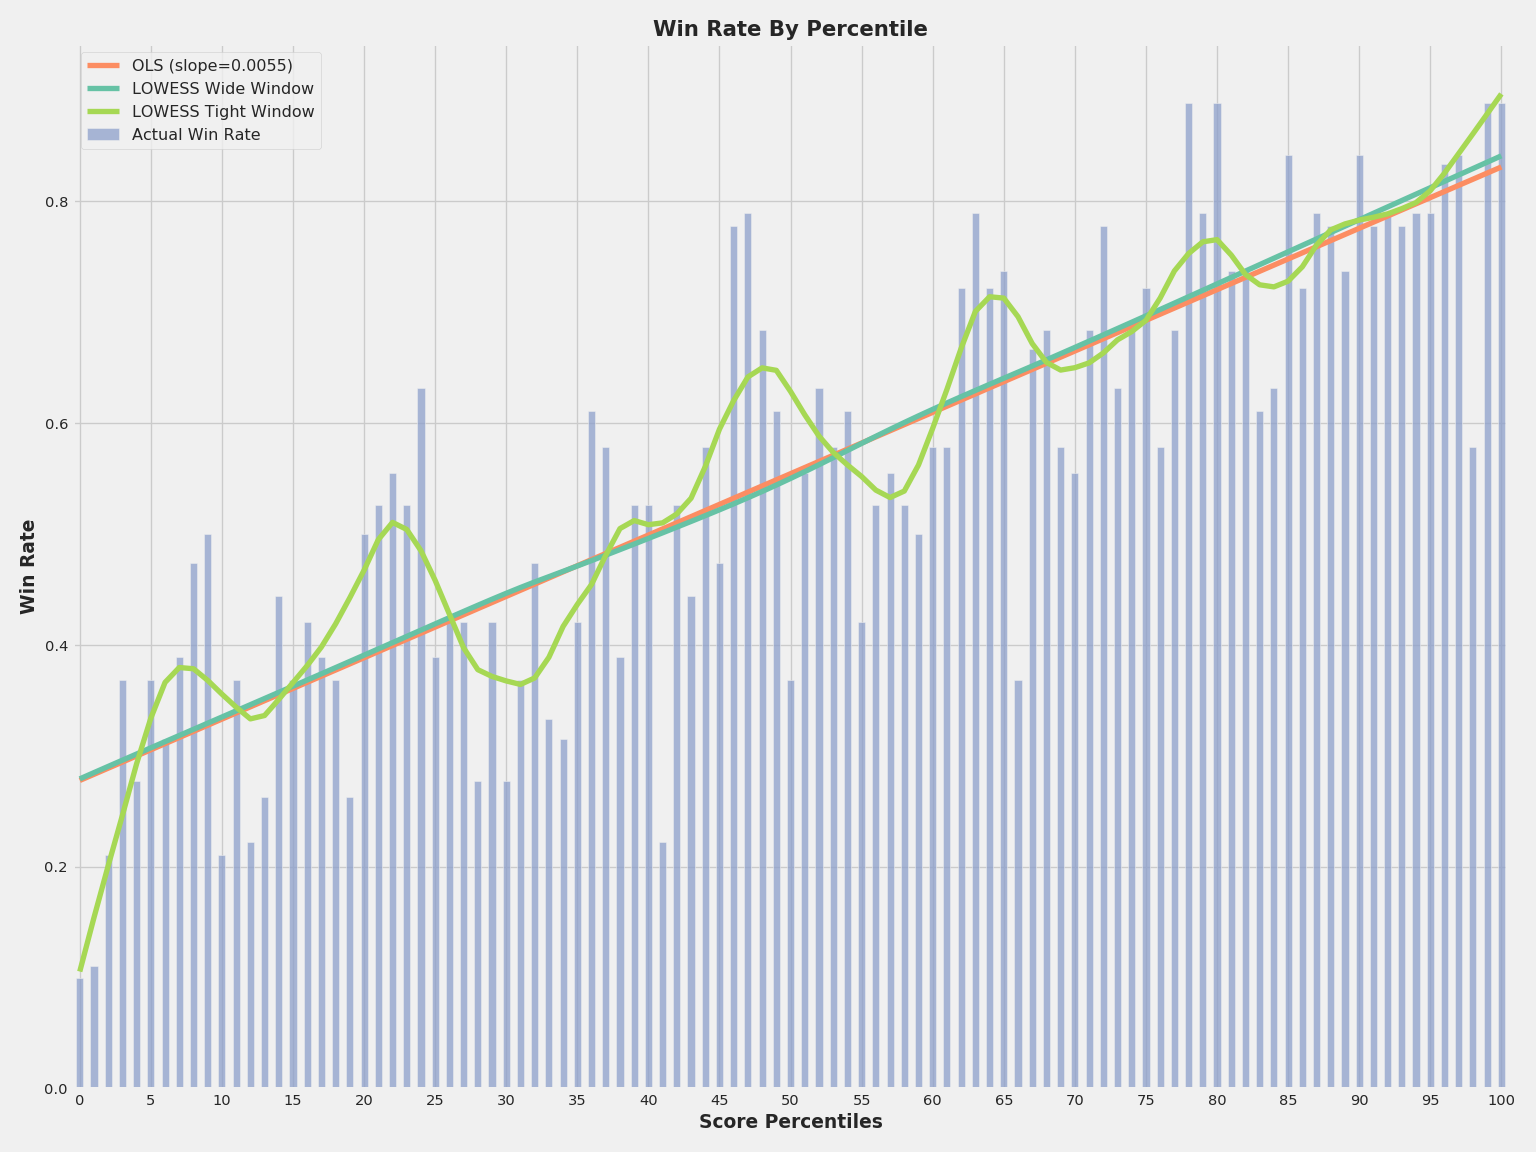 Win Rate By Percentile
OLS (slope=0.0055)
LOWESS Wide Window
LOWESS Tight Window
Actual Win Rate
Win Rate
0.8
0.6
0.4
0.2
0.0
0 5 10 15 20 25 30 35 40 45 50 55 60 65 70 75 80 85 90 95 100
Score Percentiles